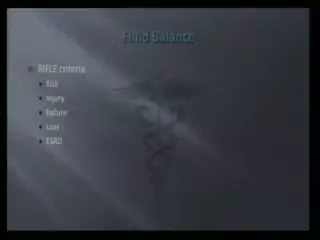 Fluid Balance
RIFLE criteria
Risk
Injury
Failure
Loss
ESRD